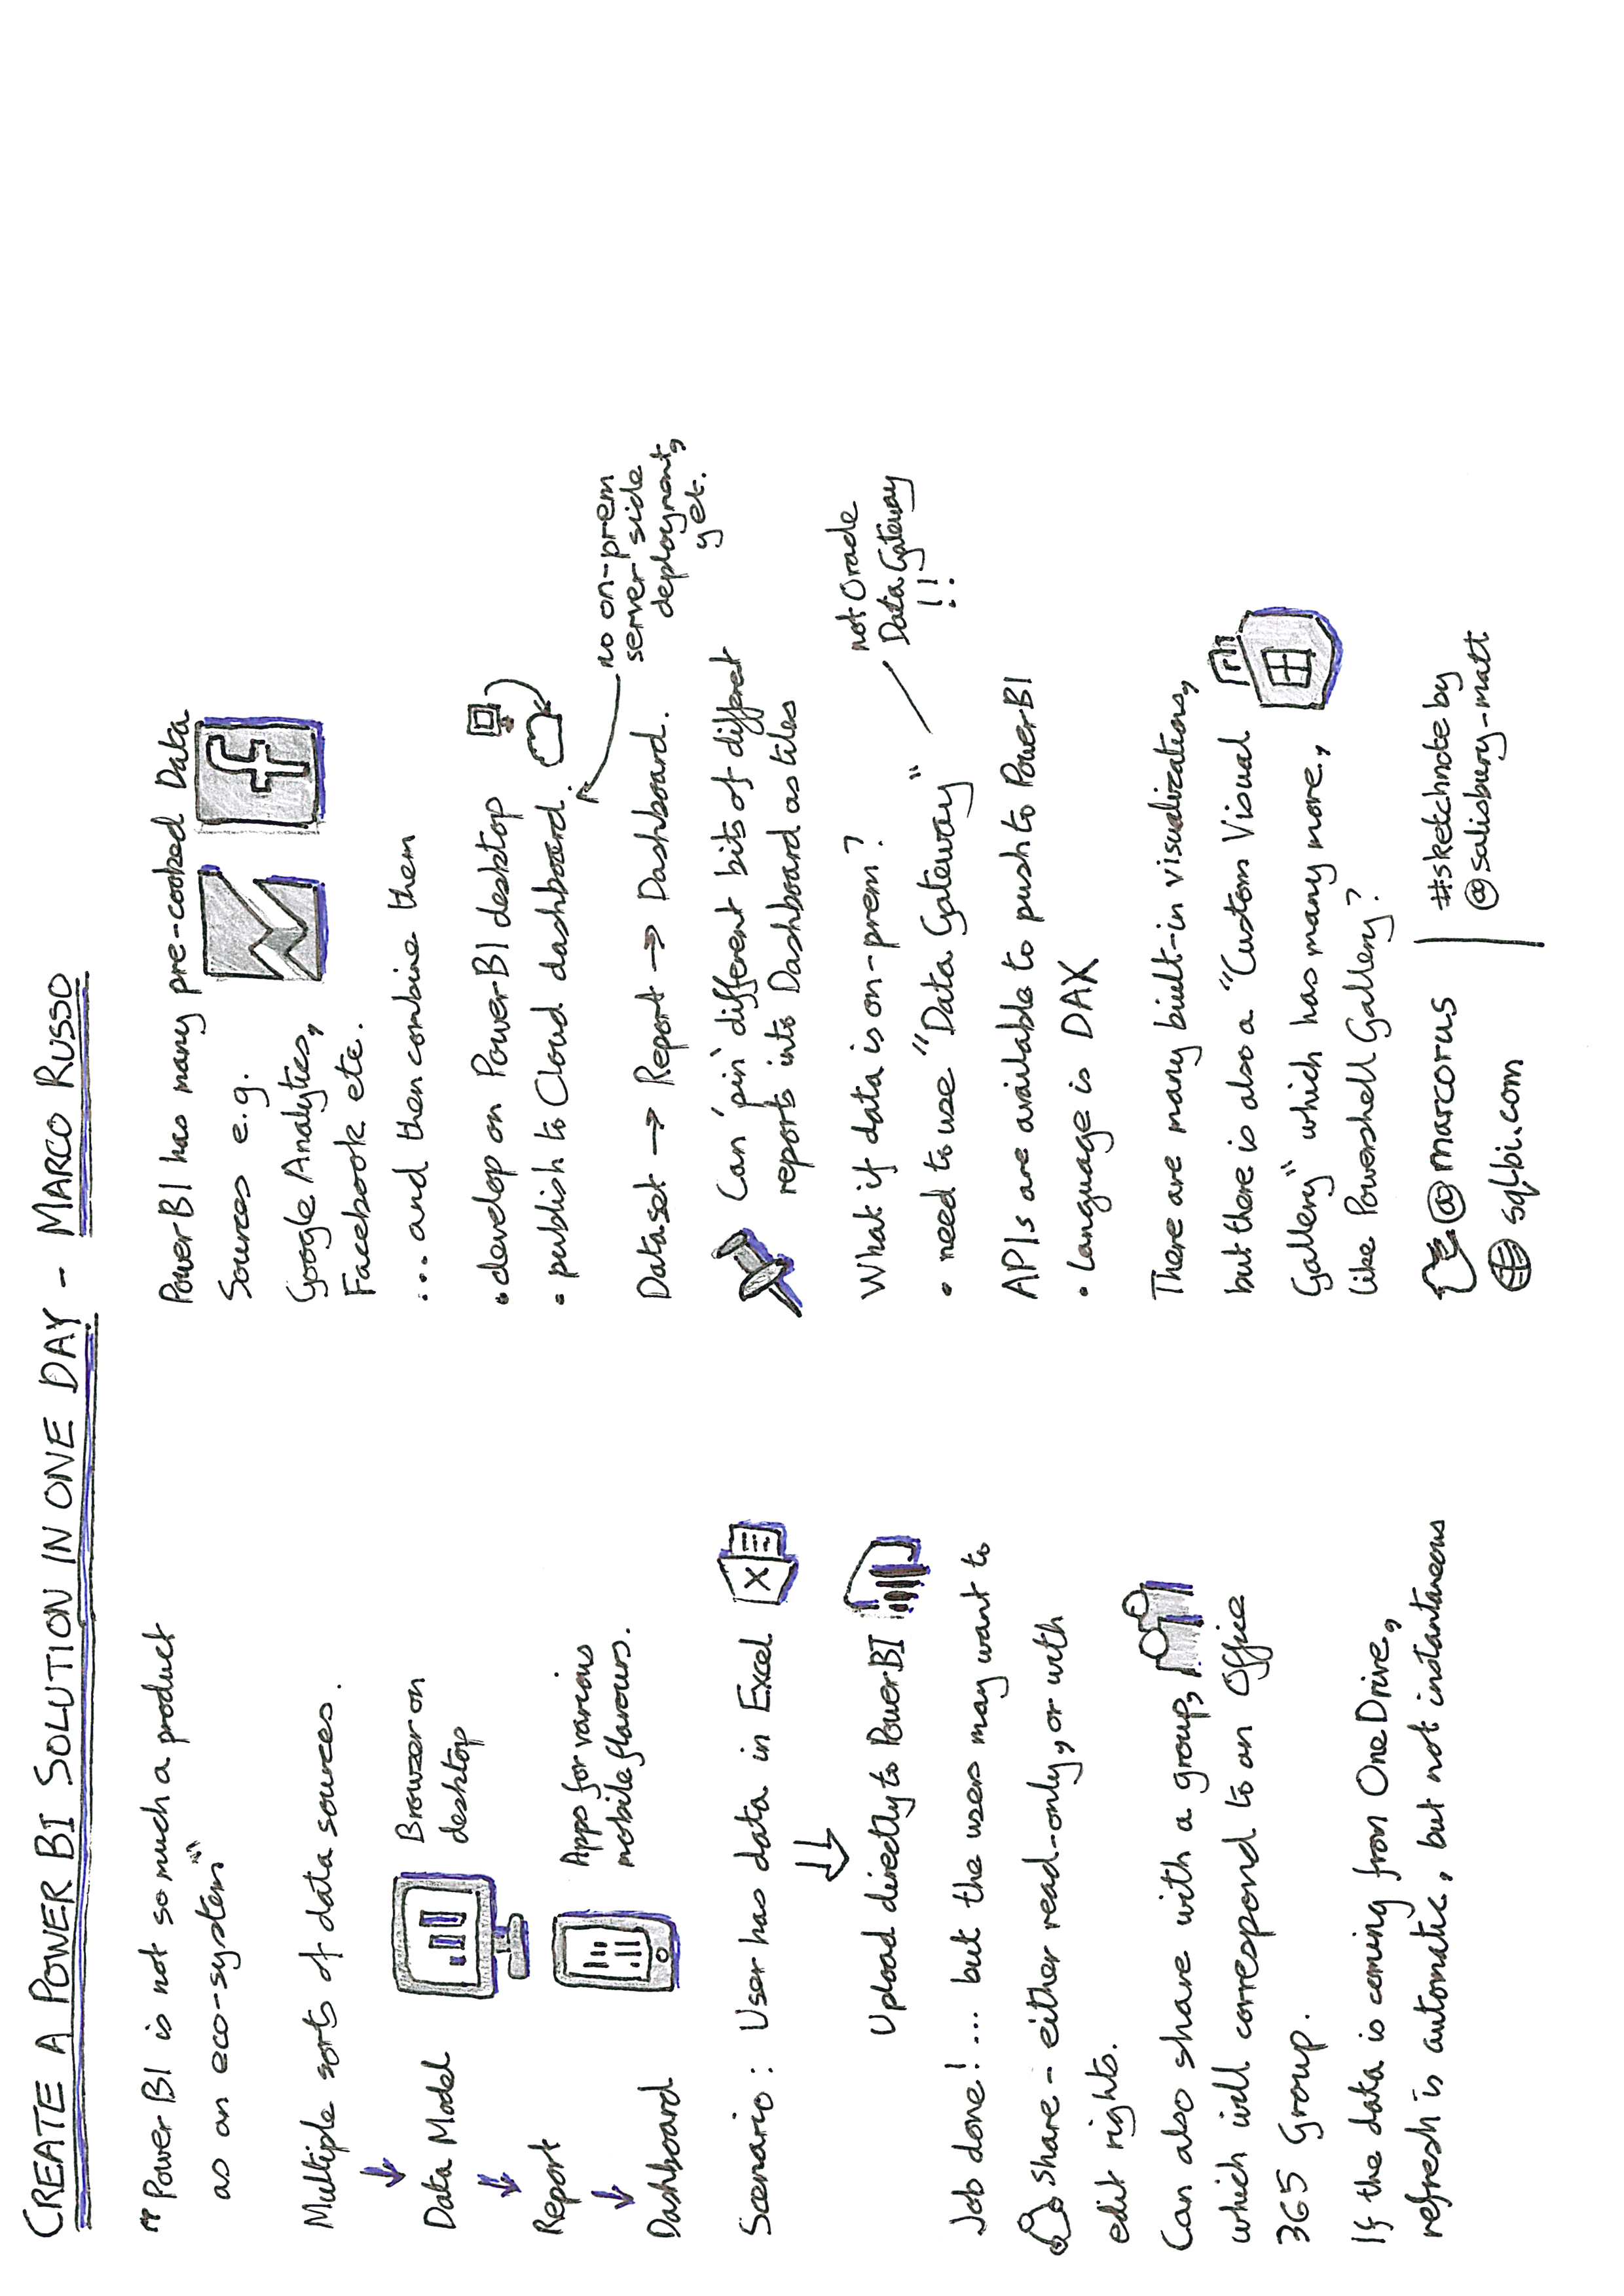 CREATE A POWER BI SOLUTION IN ONE DAY - MARCO RUSSO
"Power BI is not so much a product
as an eco-system"
Multiple sorts of data sources.
Data Model
Report
Dashboard
Browser on
desktop
Apps for various
mobile flavours.
Scenario: User has data in Excel
X
Upload directly to PowerBI
Job done! ... but the users may want to
share - either read-only, or with
edit rights.
Can also share with a group,
which will correspond to an Office
365 Group.
If the data is coming from OneDrive,
refresh is automatic, but not instantaneous
PowerBI has many pre-cooked Data
Sources e.g.
Google Analytics,
Facebook etc.
f
... and then combine them
• develop on PowerBI desktop
• publish to Cloud dashboard.
no on-prem
server side
deployment,
yet.
Dataset → Report → Dashboard.
Can 'pin' different bits of differet
reports into Dashboard as tiles
What if data is on-prem?
• need to use "Data Gateway"
not Oracle
Data Gateway
!!
APIs are available to push to PowerBI
• language is DAX
There are many built-in visualizations,
but there is also a "Custom Visual
Gallery" which has many more,
like Powershell Gallery?
@marcorus
sqlbi.com
#sketchnote by
@salisbury_matt